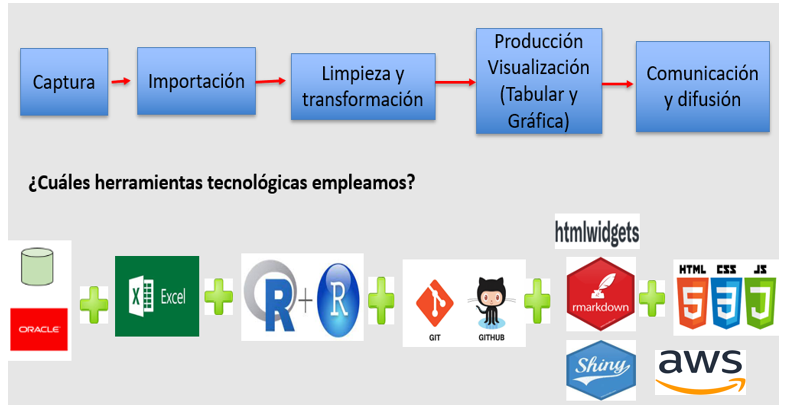 Captura
Importación
Limpieza y
transformación
Producción
Visualización
(Tabular y
Gráfica)
Comunicación
y difusión
¿Cuáles herramientas tecnológicas empleamos?
ORACLE
Excel
R
R
GIT
GITHUB
htmlwidgets
rmarkdown
Shiny
HTML CSS JS
5 3 J
aws